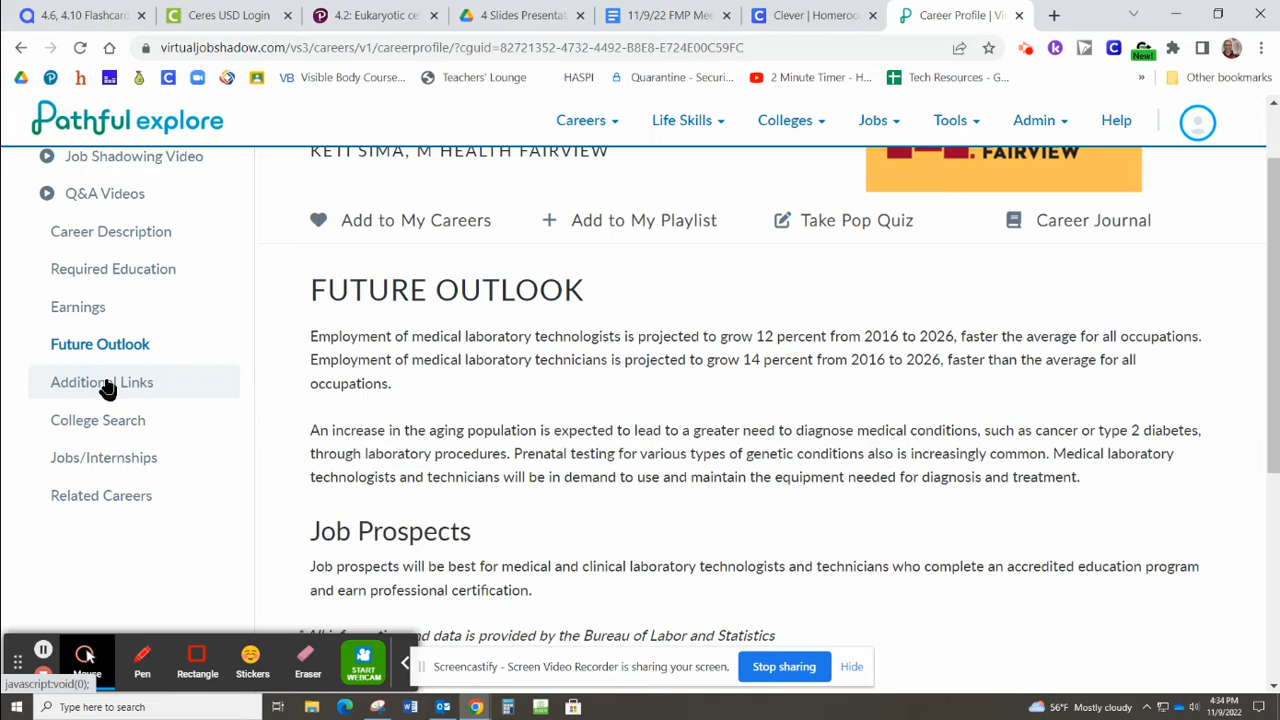 4.6, 4.10 Flashcard
Ceres USD Login
4.2: Eukaryotic ce
4 Slides Presentat
11/9/22 FMP Me
Clever | Homeroo
Career Profile | Vi
virtualjobshadow.com/vs3/careers/v1/careerprofile/?cguid=82721352-4732-4492-B8E8-E724E00C59FC
New!
VB Visible Body Course...
Teachers' Lounge
HASPI
Quarantine - Securi...
2 Minute Timer - H...
Tech Resources - G...
»
Other bookmarks
Pathful explore
Careers
Life Skills
Colleges
Jobs
Tools
Admin
Help
Job Shadowing Video
Q&A Videos
Career Description
Required Education
Earnings
Future Outlook
Additional Links
College Search
Jobs/Internships
Related Careers
KETI SIMA, M HEALTH FAIRVIEW
FAIRVIEW
Add to My Careers
Add to My Playlist
Take Pop Quiz
Career Journal
FUTURE OUTLOOK
Employment of medical laboratory technologists is projected to grow 12 percent from 2016 to 2026, faster the average for all occupations.
Employment of medical laboratory technicians is projected to grow 14 percent from 2016 to 2026, faster than the average for all
occupations.
An increase in the aging population is expected to lead to a greater need to diagnose medical conditions, such as cancer or type 2 diabetes,
through laboratory procedures. Prenatal testing for various types of genetic conditions also is increasingly common. Medical laboratory
technologists and technicians will be in demand to use and maintain the equipment needed for diagnosis and treatment.
Job Prospects
Job prospects will be best for medical and clinical laboratory technologists and technicians who complete an accredited education program
and earn professional certification.
* All information and data is provided by the Bureau of Labor and Statistics
Mouse
Pen
Rectangle
Stickers
Eraser
START WEBCAM
javascript:void(0);
Screencastify - Screen Video Recorder is sharing your screen.
Stop sharing
Hide
Type here to search
56°F Mostly cloudy
4:34 PM
11/9/2022